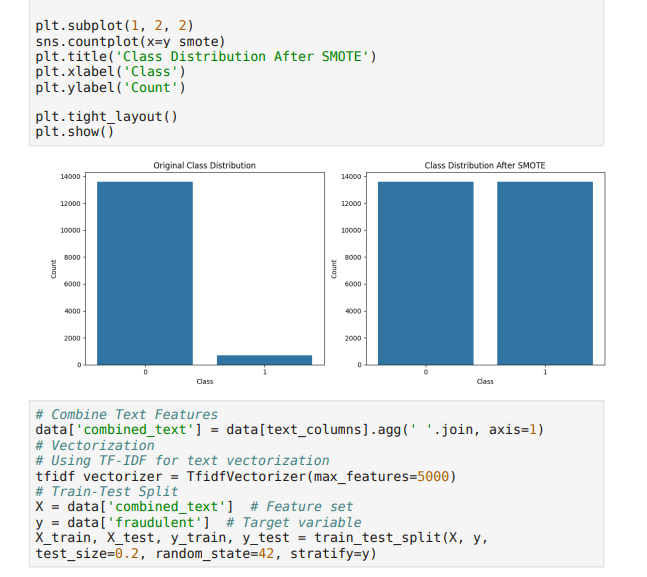 plt.subplot(1, 2, 2)
sns.countplot(x=y smote)
plt.title('Class Distribution After SMOTE')
plt.xlabel('Class')
plt.ylabel('Count')
plt.tight_layout()
plt.show()
Original Class Distribution
14000
12000
10000
8000
6000
4000
2000
0
Count
0
1
Class
Class Distribution After SMOTE
14000
12000
10000
8000
6000
4000
2000
0
Count
0
1
Class
# Combine Text Features
data['combined_text'] = data[text_columns].agg(' '.join, axis=1)
# Vectorization
# Using TF-IDF for text vectorization
tfidf vectorizer = TfidfVectorizer(max_features=5000)
# Train-Test Split
X = data['combined_text']  # Feature set
y = data['fraudulent']  # Target variable
X_train, X_test, y_train, y_test = train_test_split(X, y,
test_size=0.2, random_state=42, stratify=y)